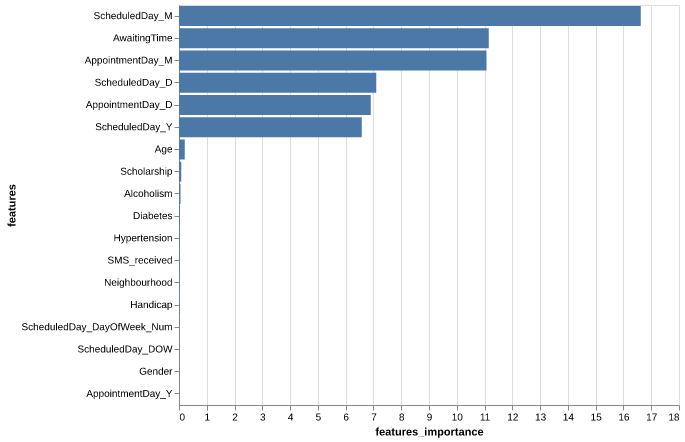 ScheduledDay_M
AwaitingTime
AppointmentDay_M
ScheduledDay_D
AppointmentDay_D
ScheduledDay_Y
Age
Scholarship
Alcoholism
Diabetes
Hypertension
SMS_received
Neighbourhood
Handicap
ScheduledDay_DayOfWeek_Num
ScheduledDay_DOW
Gender
AppointmentDay_Y
features
0 1 2 3 4 5 6 7 8 9 10 11 12 13 14 15 16 17 18
features_importance